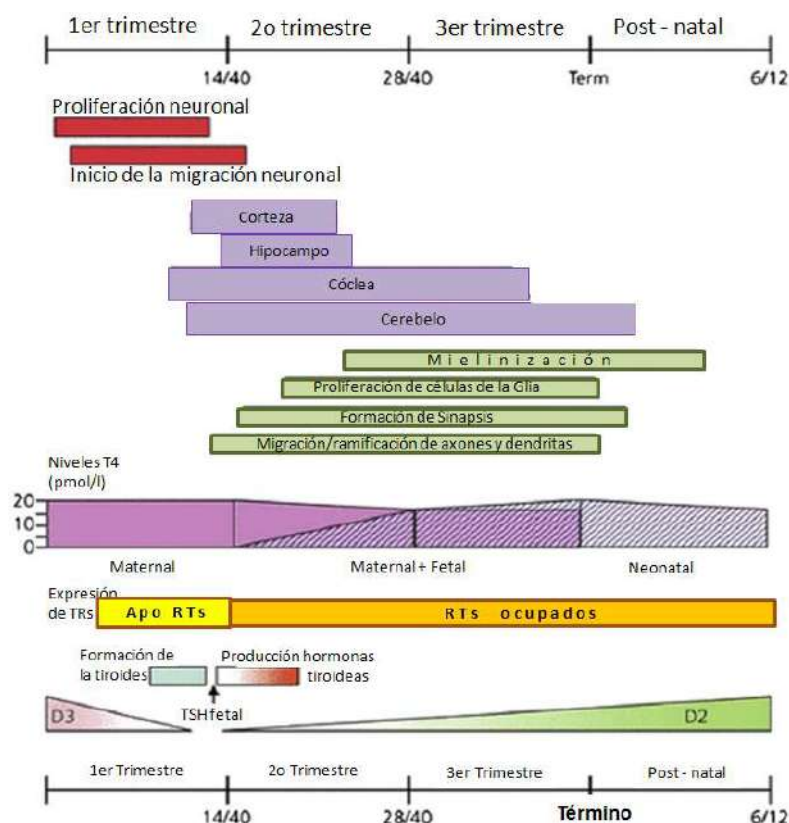 1er trimestre 2o trimestre 3er trimestre Post - natal
14/40 28/40 Term 6/12
Proliferación neuronal
Inicio de la migración neuronal
Corteza
Hipocampo
Cóclea
Cerebelo
Mielinización
Proliferación de células de la Glia
Formación de Sinapsis
Migración/ramificación de axones y dendritas
Niveles T4
(pmol/l)
20
10
0
Maternal Maternal + Fetal Neonatal
Expresión
de TRs
Apo RTs RTs ocupados
Formación de
la tiroides
Producción hormonas
tiroideas
TSH fetal
D3 D2
1er Trimestre 2o Trimestre 3er Trimestre Post - natal
14/40 28/40 Término 6/12